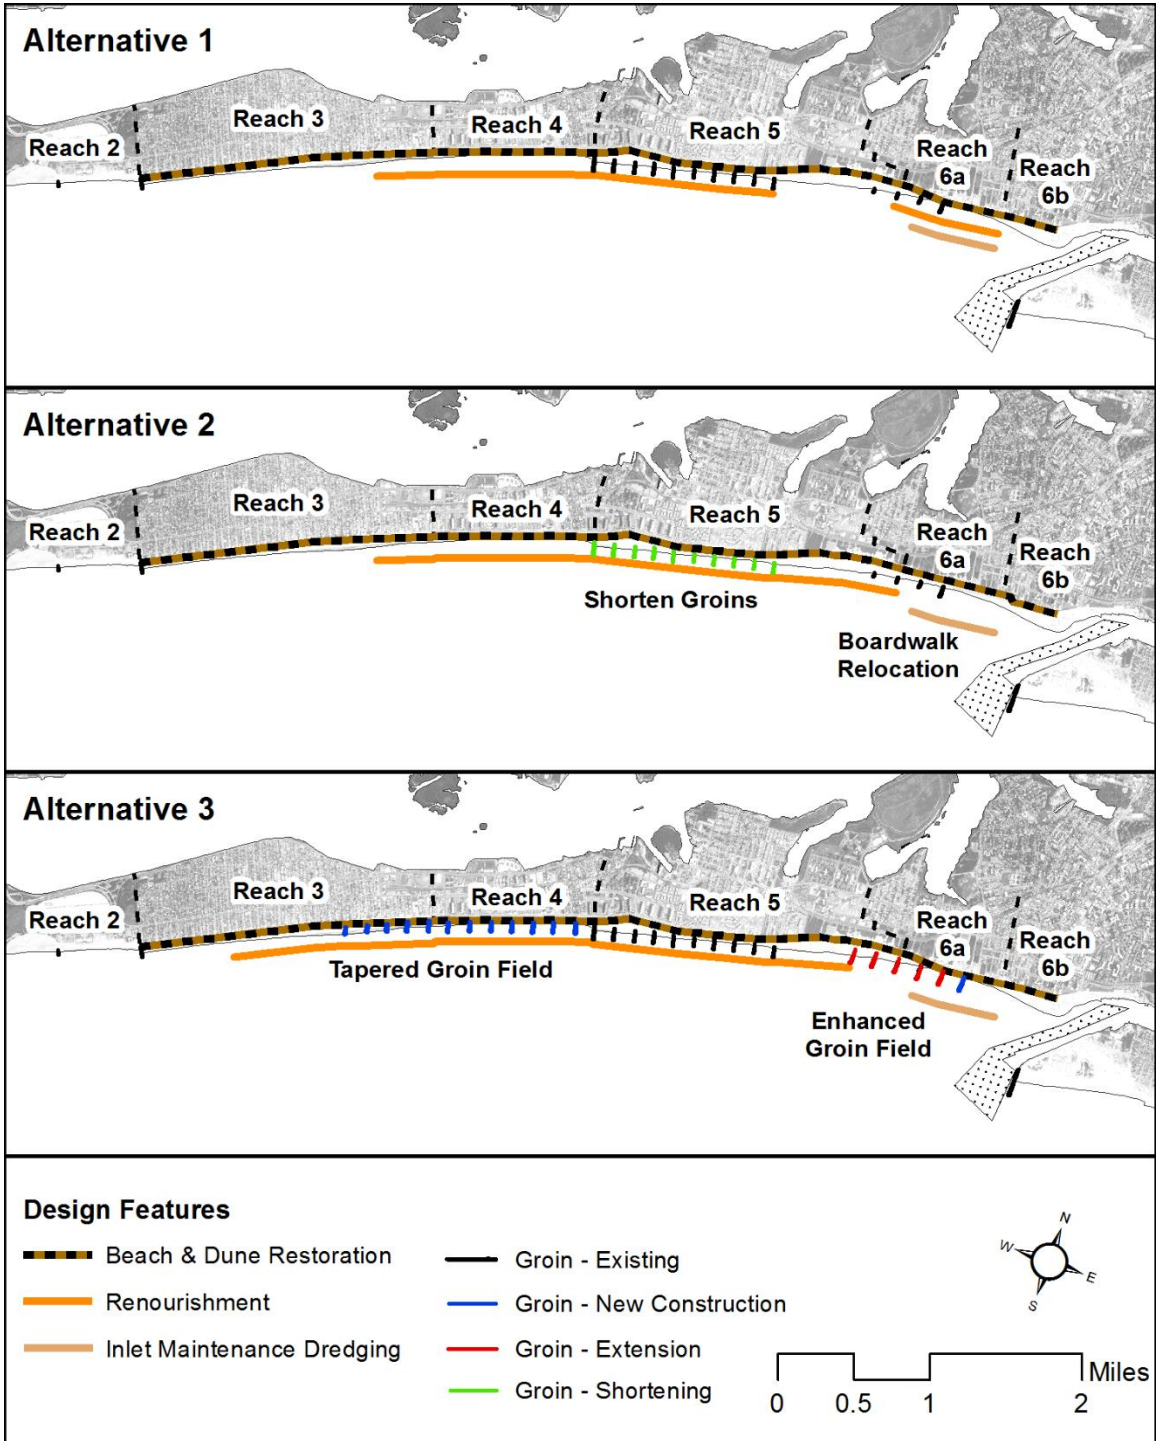 Alternative 1
Reach 2
Reach 3
Reach 4
Reach 5
Reach
6a
Reach
6b
Alternative 2
Reach 2
Reach 3
Reach 4
Reach 5
Reach
6a
Reach
6b
Shorten Groins
Boardwalk
Relocation
Alternative 3
Reach 2
Reach 3
Reach 4
Reach 5
Reach
6a
Reach
6b
Tapered Groin Field
Enhanced
Groin Field
Design Features
Beach & Dune Restoration
Renourishment
Inlet Maintenance Dredging
Groin - Existing
Groin - New Construction
Groin - Extension
Groin - Shortening
N
W
E
S
Miles
0 0.5 1 2